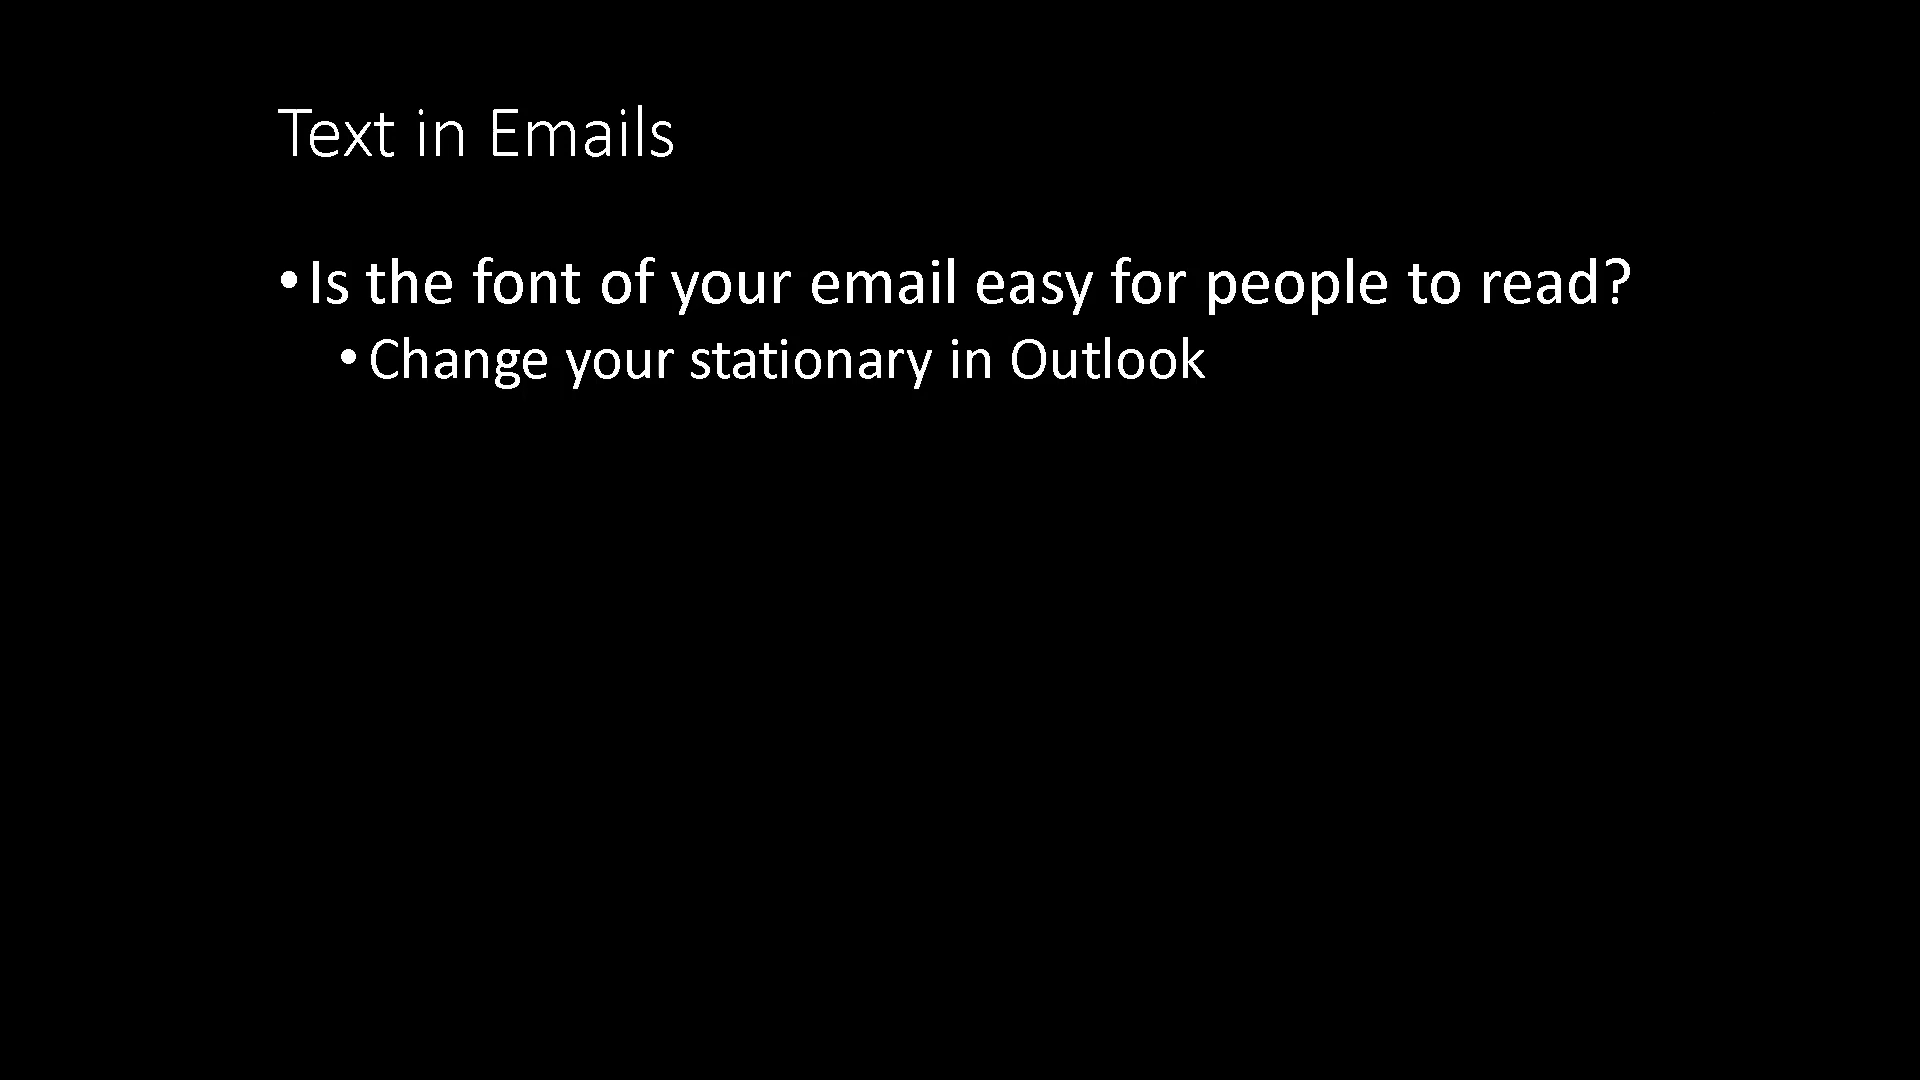 Text in Emails
•Is the font of your email easy for people to read?
•Change your stationary in Outlook